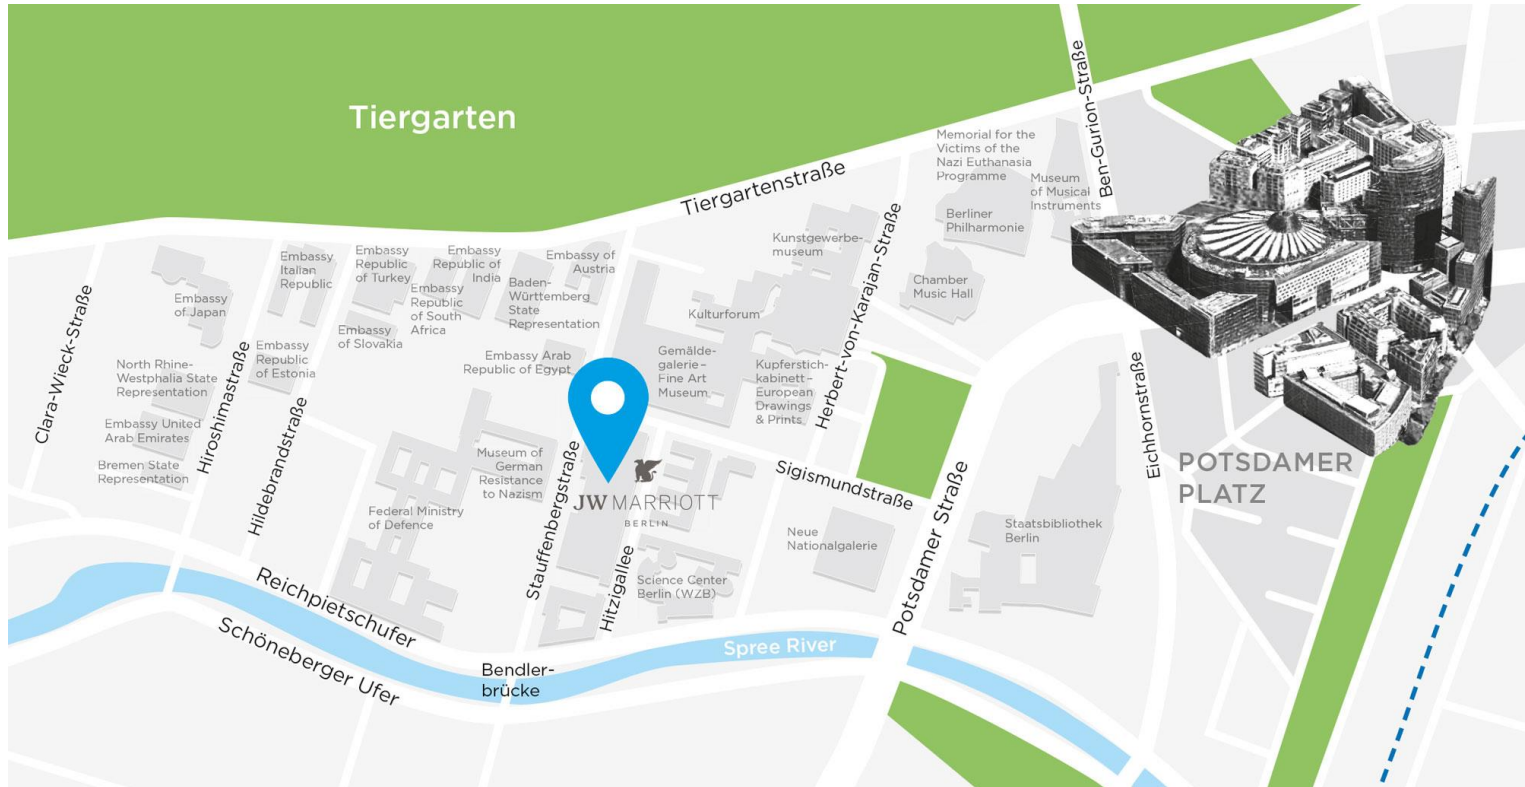 Tiergarten
Ben-Gurion-Straße
Tiergartenstraße
Memorial for the
Victims of the
Nazi Euthanasia
Programme
Museum
of Musical
Instruments
Berliner
Philharmonie
Kunstgewerbe-
museum
Herbert-von-Karajan-Straße
Chamber
Music Hall
Embassy
Italian
Republic
Embassy
Republic
of Turkey
Embassy
Republic of
India
Embassy of
Austria
Embassy
of Japan
Embassy
Republic
of South
Africa
Baden-
Württemberg
State
Representation
Kulturforum
Embassy
of Slovakia
Clara-Wieck-Straße
Hiroshimastraße
Embassy
Republic
of Estonia
Embassy Arab
Republic of Egypt
Gemälde-
galerie–
Fine Art
Museum
Kupferstich-
kabinett–
European
Drawings
& Prints
North Rhine-
Westphalia State
Representation
Embassy United
Arab Emirates
Bremen State
Representation
Hildebrandstraße
Museum of
German
Resistance
to Nazism
Federal Ministry
of Defence
Stauffenbergstraße
JW MARRIOTT
BERLIN
Sigismundstraße
Eichhornstraße
POTSDAMER
PLATZ
Neue
Nationalgalerie
Potsdamer Straße
Staatsbibliothek
Berlin
Hitzigallee
Science Center
Berlin (WZB)
Reichpietschufer
Schöneberger Ufer
Spree River
Bendler-
brücke